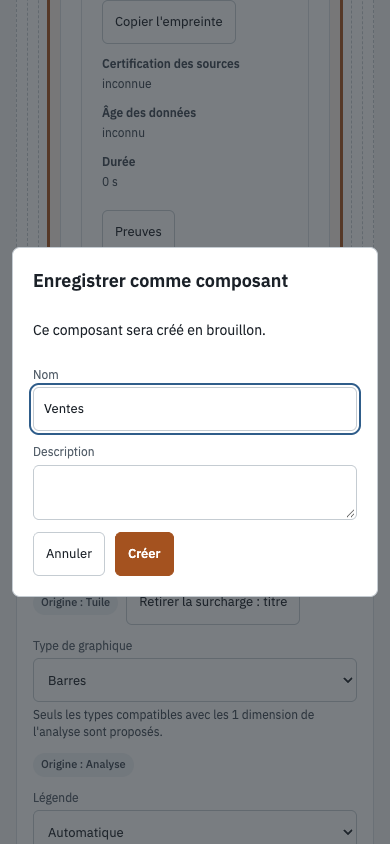 Copier l'empreinte
Certification des sources
inconnue
Âge des données
inconnu
Durée
0 s
Preuves
Enregistrer comme composant
Ce composant sera créé en brouillon.
Nom
Ventes
Description
Annuler
Créer
Origine : Tuile
Retirer la surcharge : titre
Type de graphique
Barres
Seuls les types compatibles avec les 1 dimension de
l'analyse sont proposés.
Origine : Analyse
Légende
Automatique